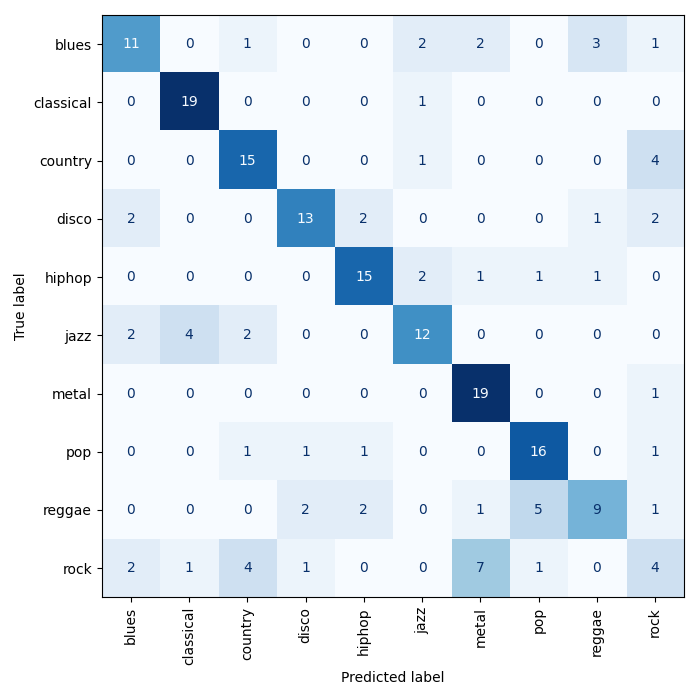 blues 11 0 1 0 0 2 2 0 3 1
classical 0 19 0 0 0 1 0 0 0 0
country 0 0 15 0 0 1 0 0 0 4
disco 2 0 0 13 2 0 0 0 1 2
hiphop 0 0 0 0 15 2 1 1 1 0
jazz 2 4 2 0 0 12 0 0 0 0
metal 0 0 0 0 0 0 19 0 0 1
pop 0 0 1 1 1 0 0 16 0 1
reggae 0 0 0 2 2 0 1 5 9 1
rock 2 1 4 1 0 0 7 1 0 4
True label
blues classical country disco hiphop jazz metal pop reggae rock
Predicted label